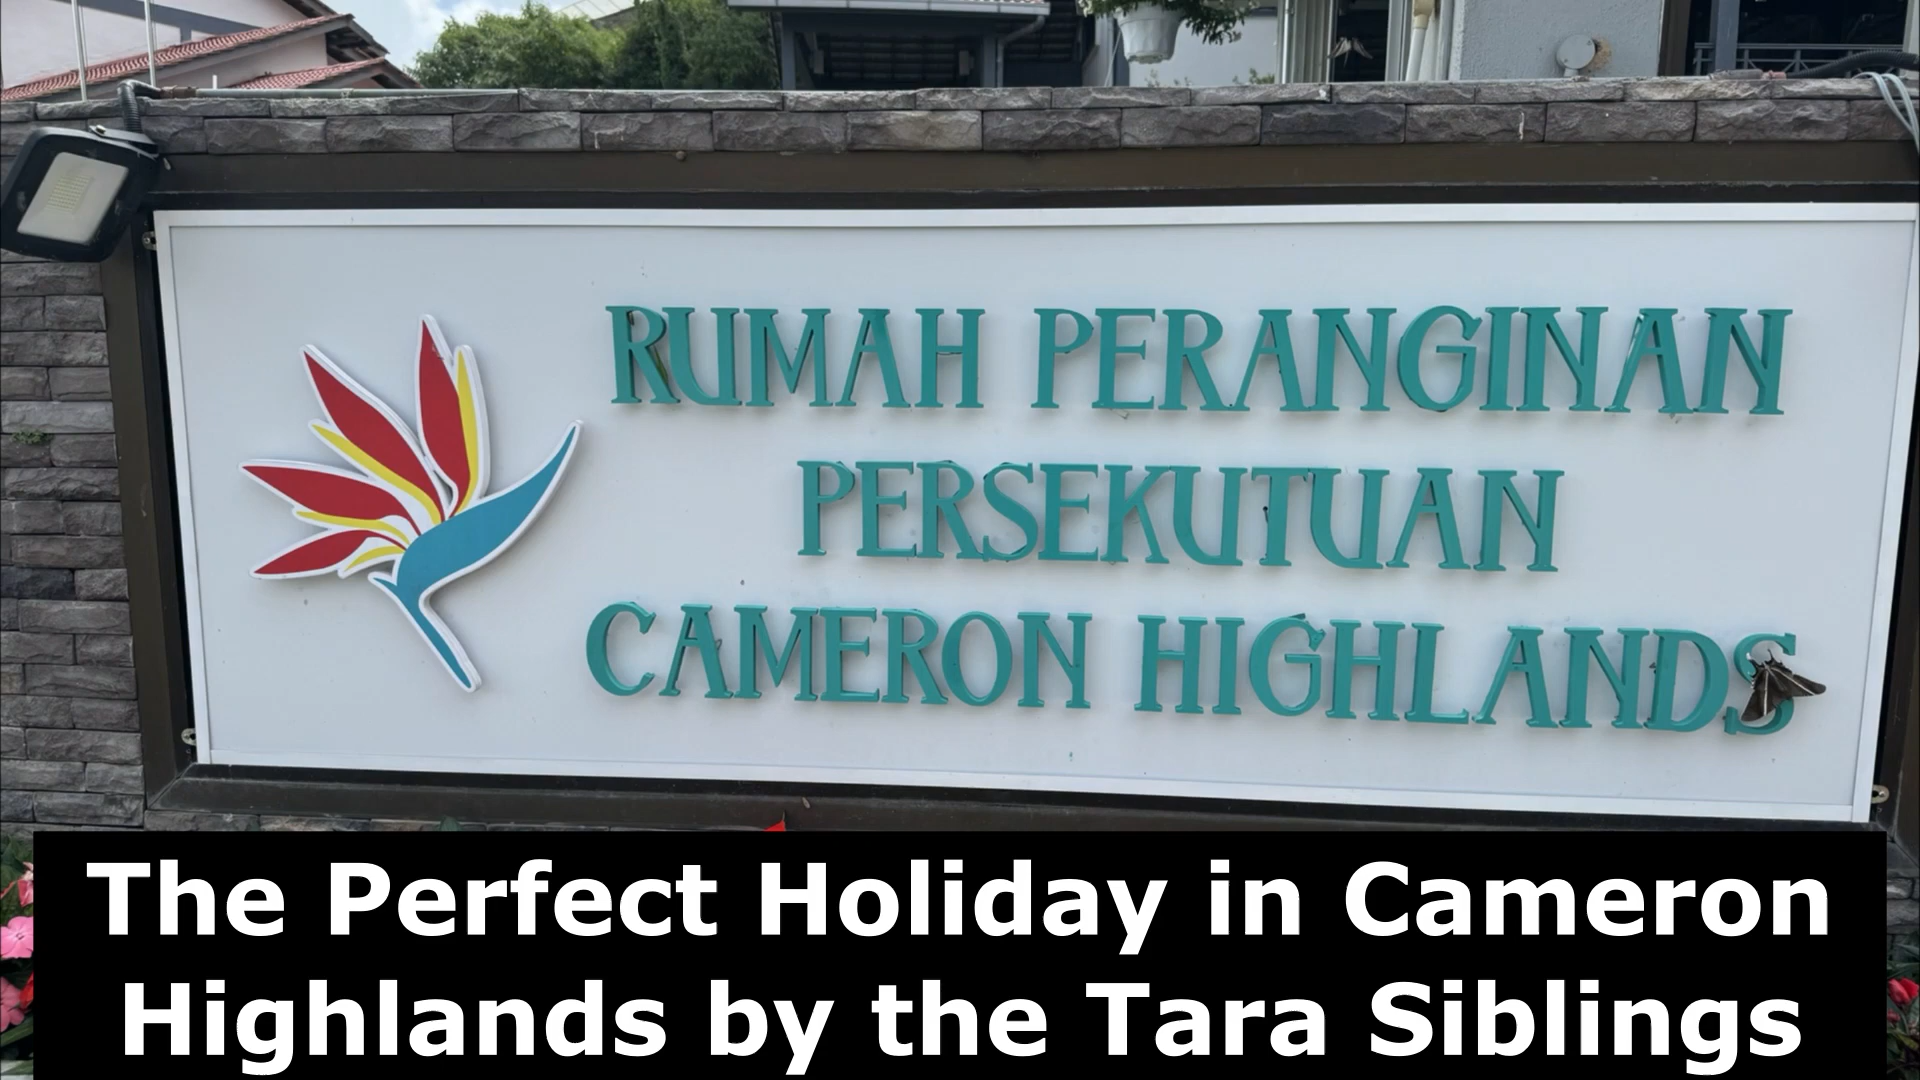 RUMAH PERANGINAN
PERSEKUTUAN
CAMERON HIGHLANDS
The Perfect Holiday in Cameron
Highlands by the Tara Siblings